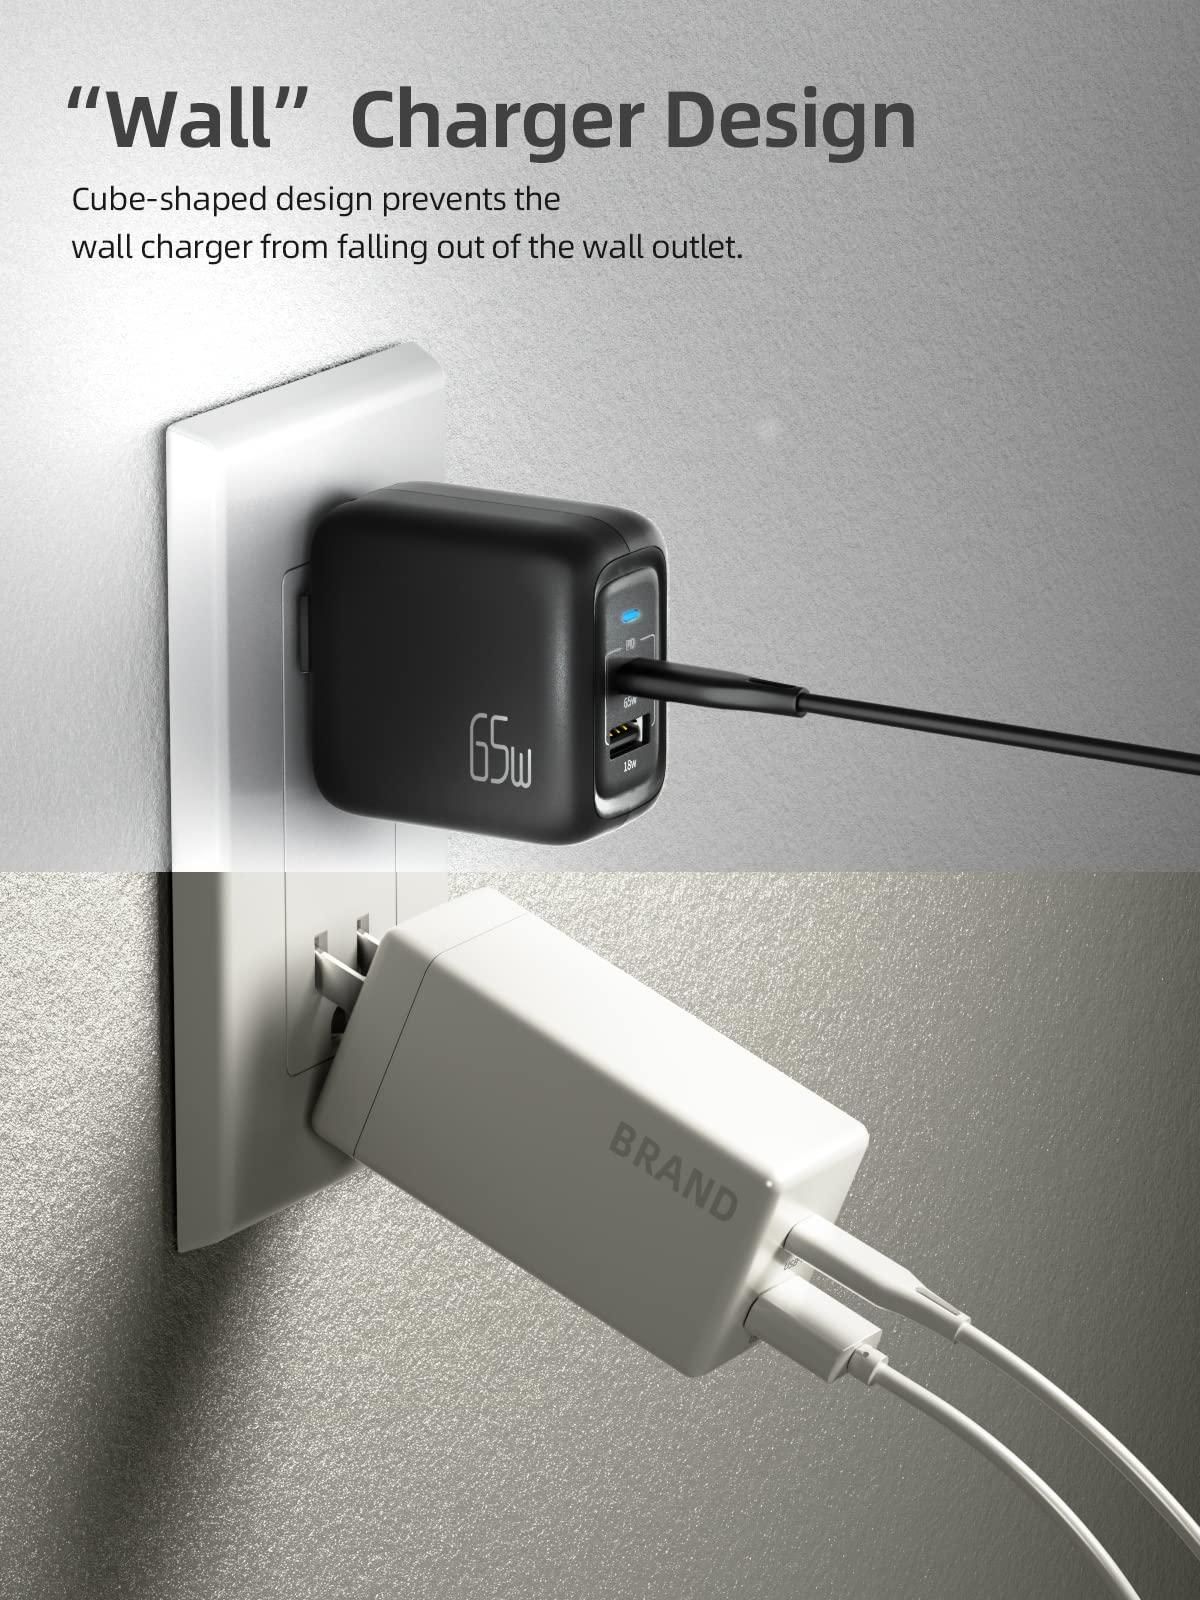 “Wall” Charger Design
Cube-shaped design prevents the
wall charger from falling out of the wall outlet.
PD
65W
18W
65W
BRAND